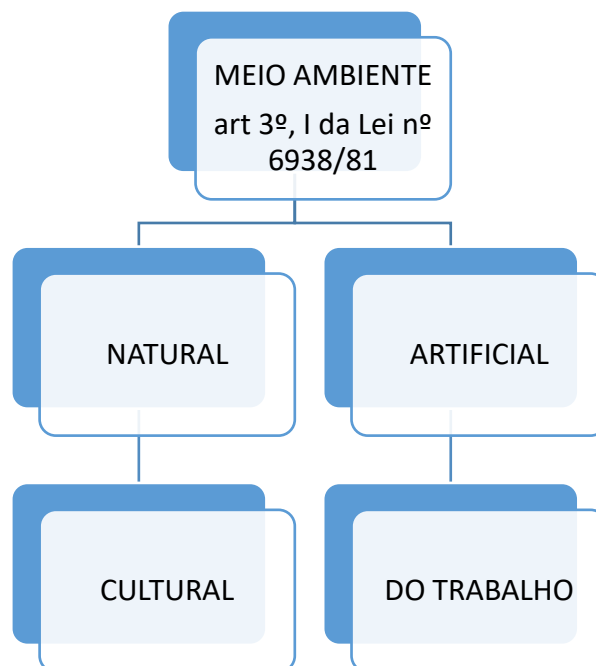 MEIO AMBIENTE
art 3º, I da Lei nº
6938/81
NATURAL
ARTIFICIAL
CULTURAL
DO TRABALHO